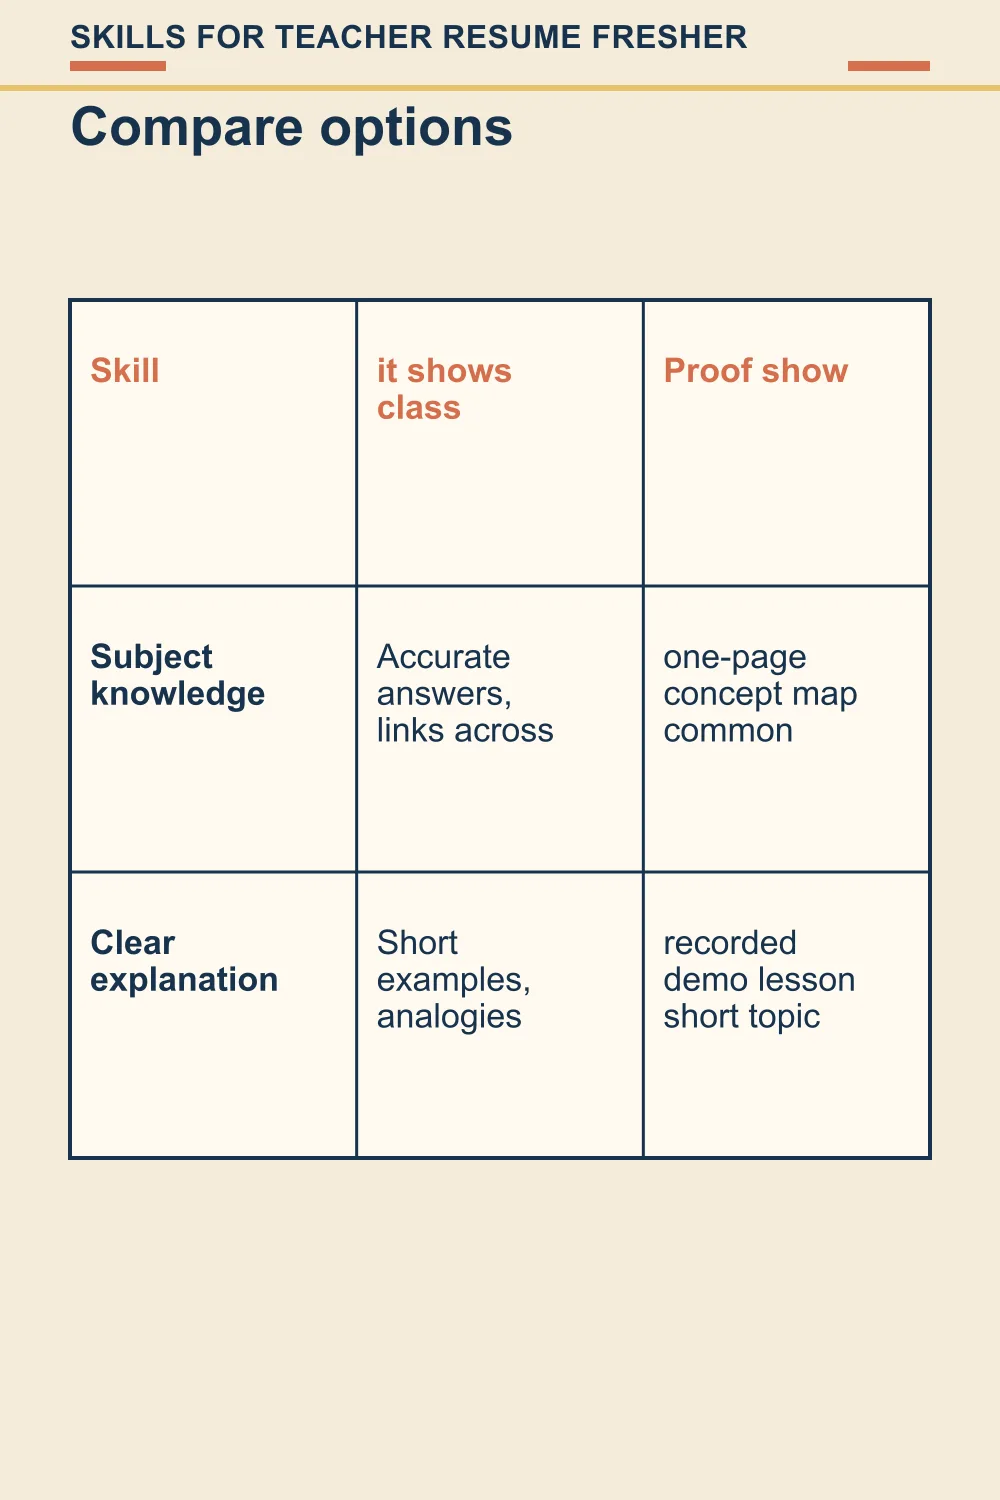 SKILLS FOR TEACHER RESUME FRESHER
Compare options
Skill
it shows
class
Proof show
Subject
knowledge
Accurate
answers,
links across
one-page
concept map
common
Clear
explanation
Short
examples,
analogies
recorded
demo lesson
short topic